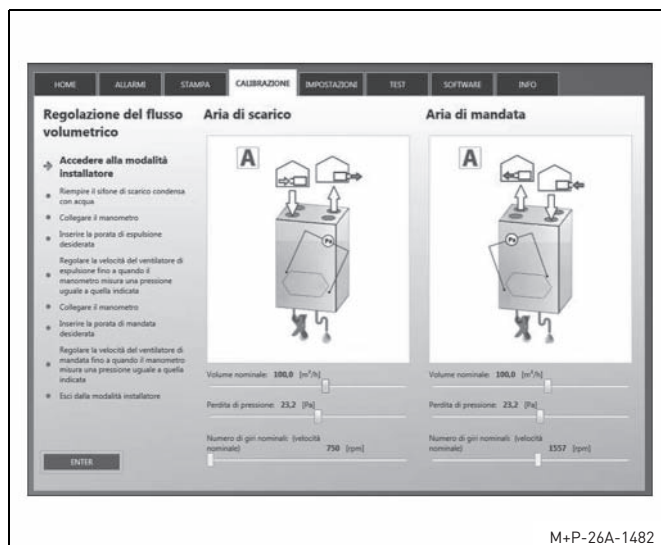 HOME ALLARMI STAMPA CALIBRAZIONE IMPOSTAZIONI TEST SOFTWARE INFO
Regolazione del flusso
volumetrico
Accedere alla modalità
installatore
Riempire il sifone di scarico condensa
con acqua
Collegare il manometro
Inserire la porata di espulsione
desiderata
Regolare la velocità del ventilatore di
espulsione fino a quando il
manometro misura una pressione
uguale a quella indicata
Collegare il manometro
Inserire la porata di mandata
desiderata
Regolare la velocità del ventilatore di
mandata fino a quando il manometro
misura una pressione uguale a quella
indicata
Esci dalla modalità installatore
ENTER
Aria di scarico
A
Pa
Volume nominale: 100,0 [m³/h]
Perdita di pressione: 23,2 [Pa]
Numero di giri nominali: (velocità
nominale) 750 [rpm]
Aria di mandata
A
Pa
Volume nominale: 100,0 [m³/h]
Perdita di pressione: 23,2 [Pa]
Numero di giri nominali: (velocità
nominale) 1557 [rpm]
M+P-26A-1482